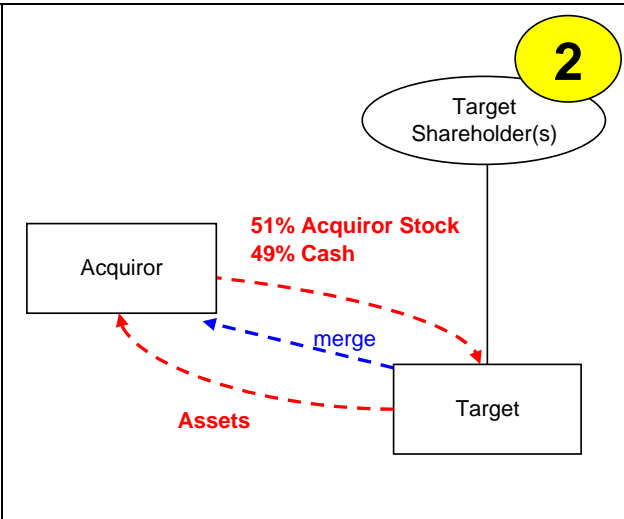 2
Target
Shareholder(s)
51% Acquiror Stock
49% Cash
Acquiror
merge
Target
Assets